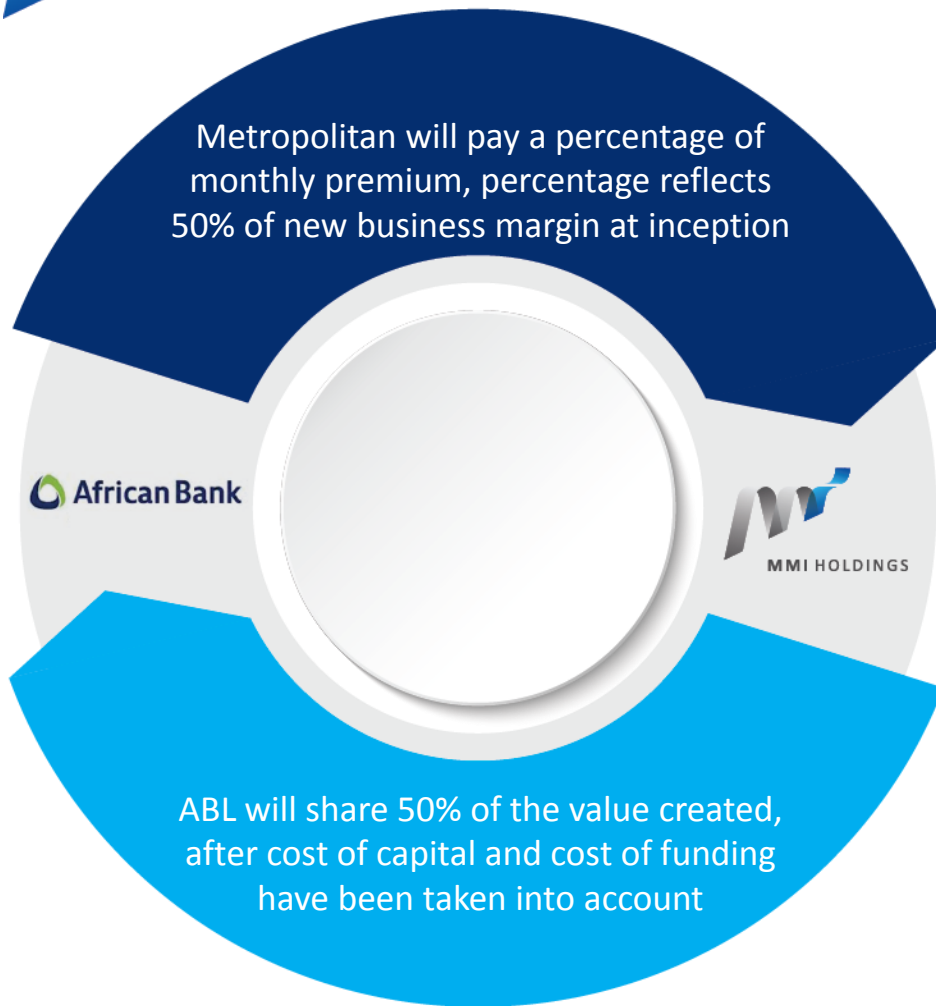 Metropolitan will pay a percentage of
monthly premium, percentage reflects
50% of new business margin at inception
African Bank
MMI HOLDINGS
ABL will share 50% of the value created,
after cost of capital and cost of funding
have been taken into account